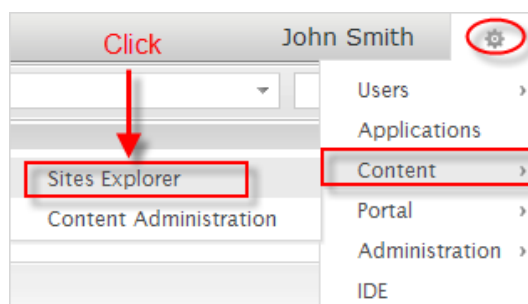 Click
John Smith
Users
Applications
Sites Explorer
Content
Content Administration
Portal
Administration
IDE